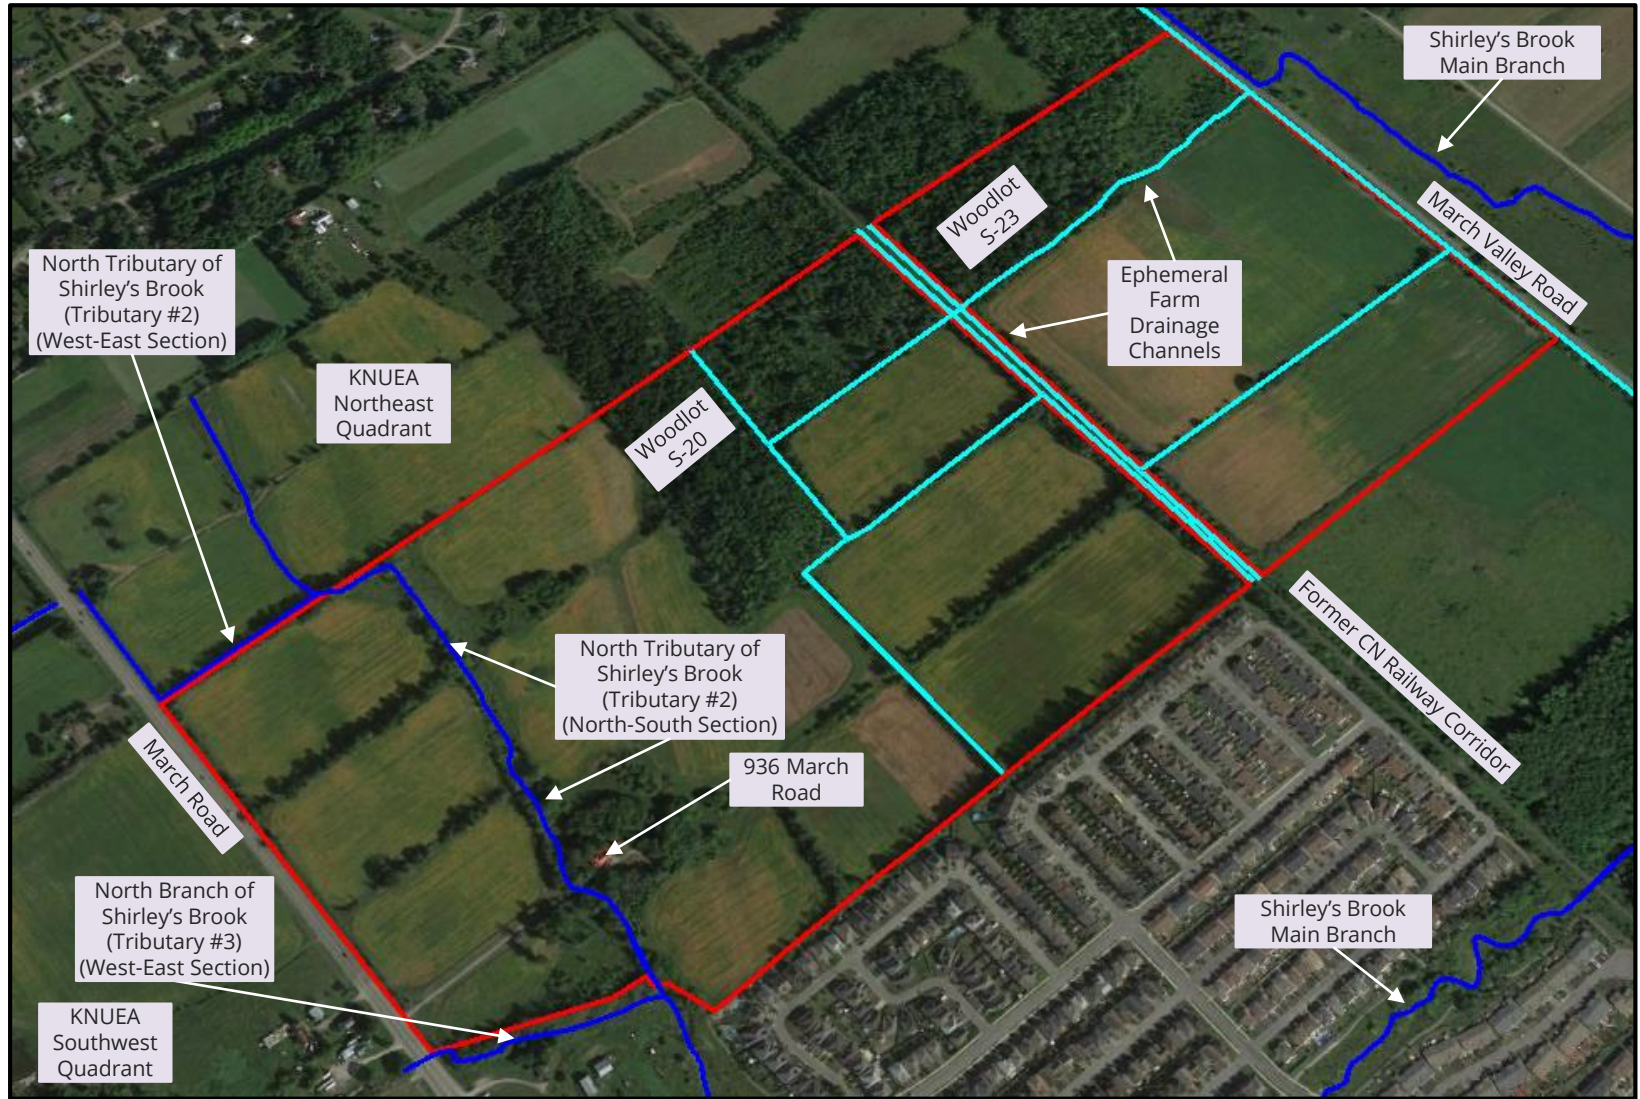 Shirley's Brook
Main Branch
Woodlot
S-23
March Valley Road
North Tributary of
Shirley's Brook
(Tributary #2)
(West-East Section)
Ephemeral
Farm
Drainage
Channels
KNUEA
Northeast
Quadrant
Woodlot
S-20
Former CN Railway Corridor
North Tributary of
Shirley's Brook
(Tributary #2)
(North-South Section)
March Road
936 March
Road
North Branch of
Shirley's Brook
(Tributary #3)
(West-East Section)
Shirley's Brook
Main Branch
KNUEA
Southwest
Quadrant